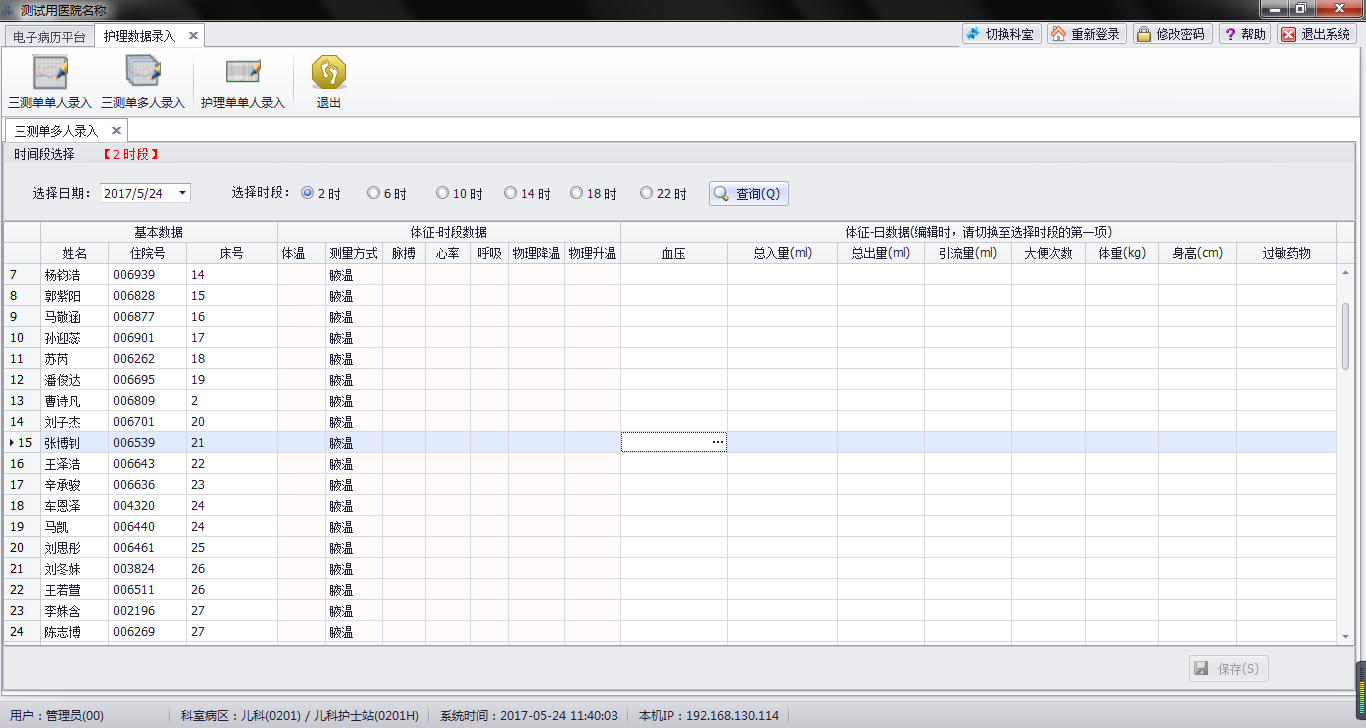 测试用医院名称
电子病历平台 护理数据录入 切换科室 重新登录 修改密码 ? 帮助 退出系统
三测单单人录入 三测单多人录入 护理单单人录入 退出
三测单多人录入
时间段选择 【2 时段】
选择日期： 2017/5/24 选择时段： 2 时 6 时 10 时 14 时 18 时 22 时 查询(Q)
基本数据 体征-时段数据 体征-日数据(编辑时，请切换至选择时段的第一项)
姓名 住院号 床号 体温 测量方式 脉搏 心率 呼吸 物理降温 物理升温 血压 总入量(ml) 总出量(ml) 引流量(ml) 大便次数 体重(kg) 身高(cm) 过敏药物
7 杨钧浩 006939 14 腋温
8 郭紫阳 006828 15 腋温
9 马敬涵 006877 16 腋温
10 孙迎蕊 006901 17 腋温
11 苏芮 006262 18 腋温
12 潘俊达 006695 19 腋温
13 曹诗凡 006809 2 腋温
14 刘子杰 006701 20 腋温
15 张博钊 006539 21 腋温 ···
16 王泽浩 006643 22 腋温
17 辛承骏 006636 23 腋温
18 车恩泽 004320 24 腋温
19 马凯 006440 24 腋温
20 刘思彤 006461 25 腋温
21 刘冬妹 003824 26 腋温
22 王若萱 006511 26 腋温
23 李姝含 002196 27 腋温
24 陈志博 006269 27 腋温
保存(S)
用户：管理员(00) 科室病区：儿科(0201) / 儿科护士站(0201H) 系统时间：2017-05-24 11:40:03 本机IP：192.168.130.114